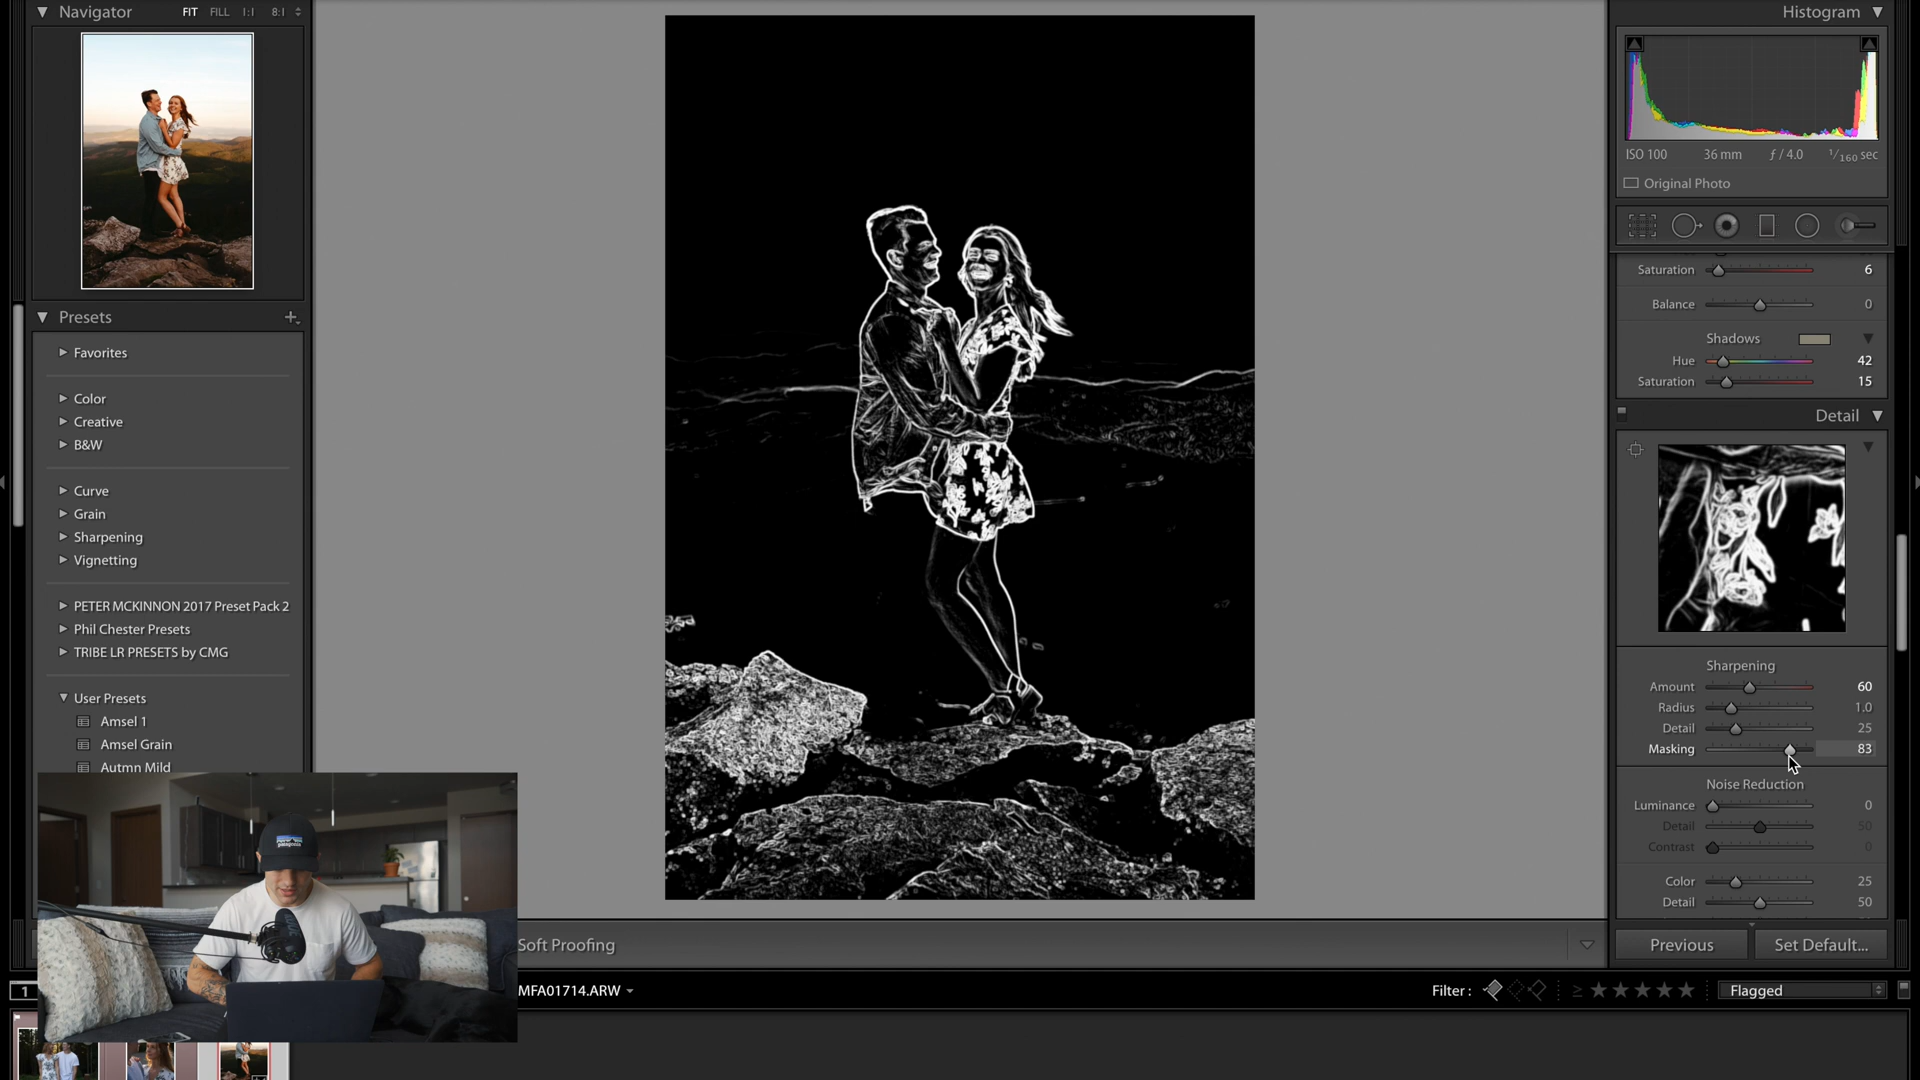 Navigator
FIT FILL 1:1 8:1
Presets
Favorites
Color
Creative
B&W
Curve
Grain
Sharpening
Vignetting
PETER MCKINNON 2017 Preset Pack 2
Phil Chester Presets
TRIBE LR PRESETS by CMG
User Presets
Amsel 1
Amsel Grain
Autmn Mild
patagonia
Soft Proofing
1
MFA01714.ARW
Filter :
≥
Flagged
Histogram
ISO 100 36 mm ƒ / 4.0 1/160 sec
Original Photo
Saturation 6
Balance 0
Shadows
Hue 42
Saturation 15
Detail
Sharpening
Amount 60
Radius 1.0
Detail 25
Masking 83
Noise Reduction
Luminance 0
Detail 50
Contrast 0
Color 25
Detail 50
Previous
Set Default...